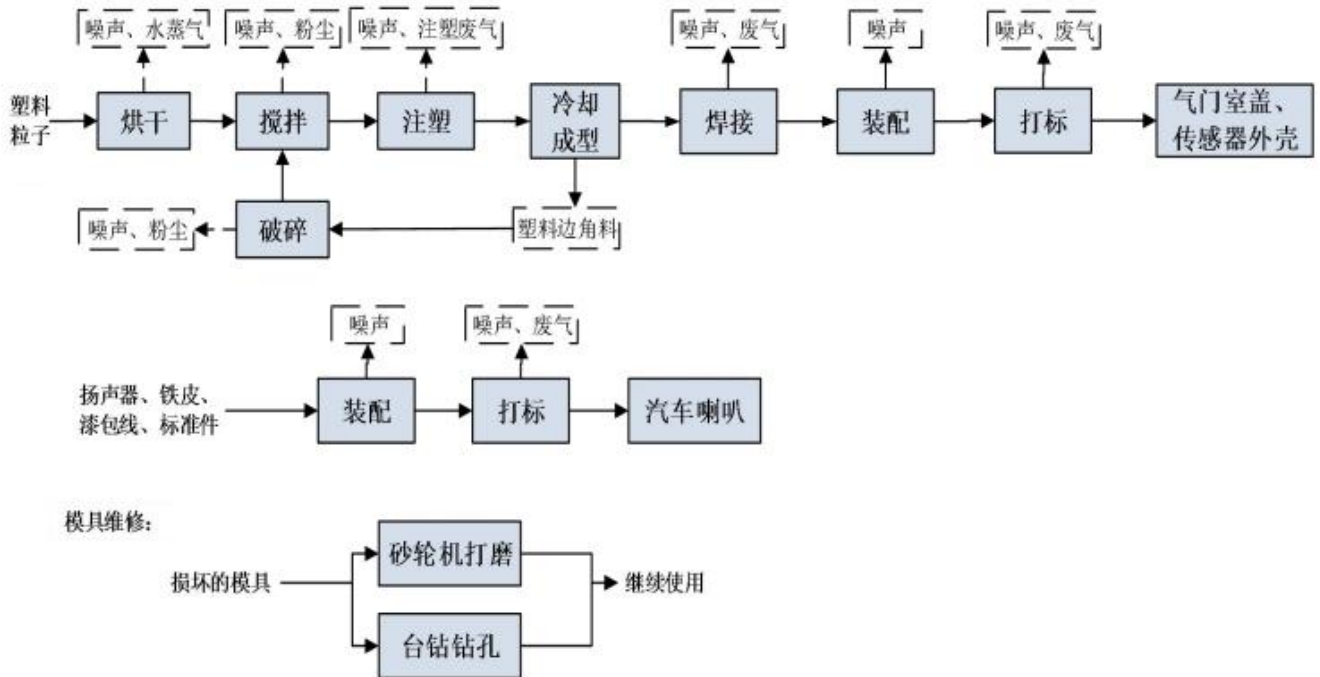 噪声、水蒸气
噪声、粉尘
噪声、注塑废气
噪声、废气
噪声
噪声、废气
塑料
粒子
烘干
搅拌
注塑
冷却
成型
焊接
装配
打标
气门室盖、
传感器外壳
噪声、粉尘
破碎
塑料边角料
噪声
噪声、废气
扬声器、铁皮、
漆包线、标准件
装配
打标
汽车喇叭
模具维修：
损坏的模具
砂轮机打磨
台钻钻孔
继续使用